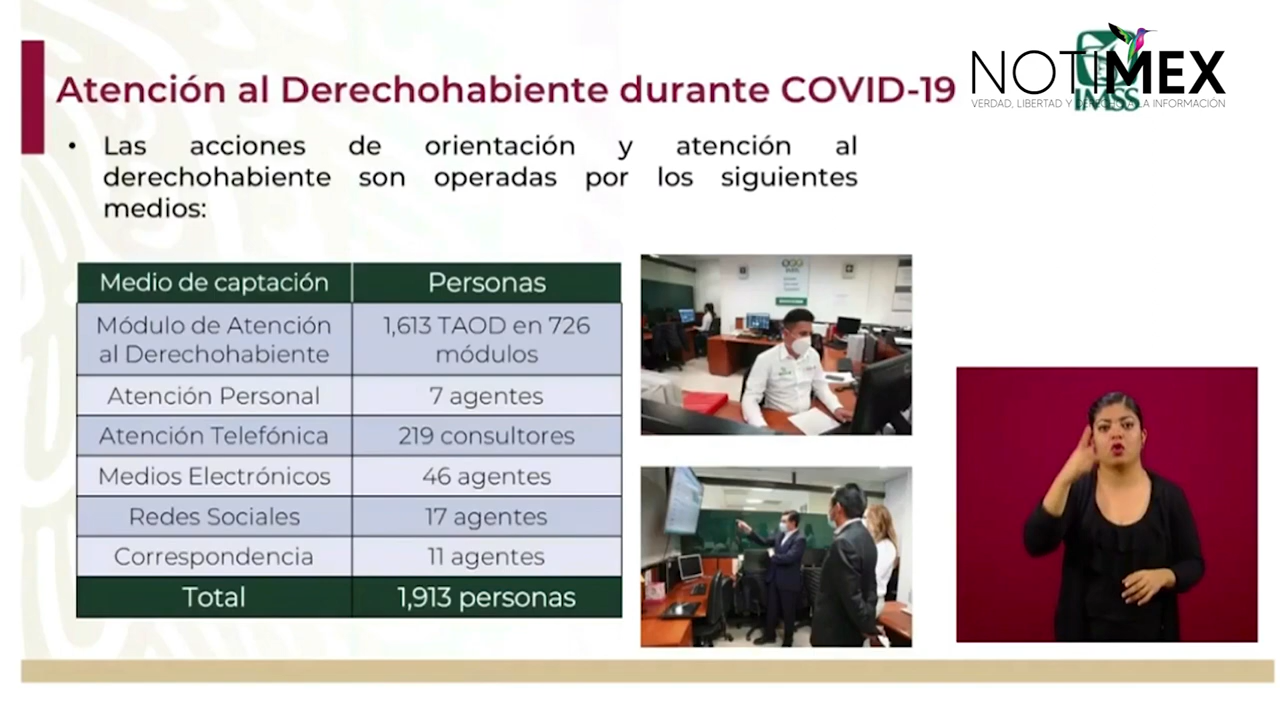 Atención al Derechohabiente durante COVID-19
NOTIMEX
VERDAD, LIBERTAD Y DERECHO A LA INFORMACIÓN
IMSS
• Las acciones de orientación y atención al
derechohabiente son operadas por los siguientes
medios:
Medio de captación Personas
Módulo de Atención
al Derechohabiente
1,613 TAOD en 726
módulos
Atención Personal 7 agentes
Atención Telefónica 219 consultores
Medios Electrónicos 46 agentes
Redes Sociales 17 agentes
Correspondencia 11 agentes
Total 1,913 personas